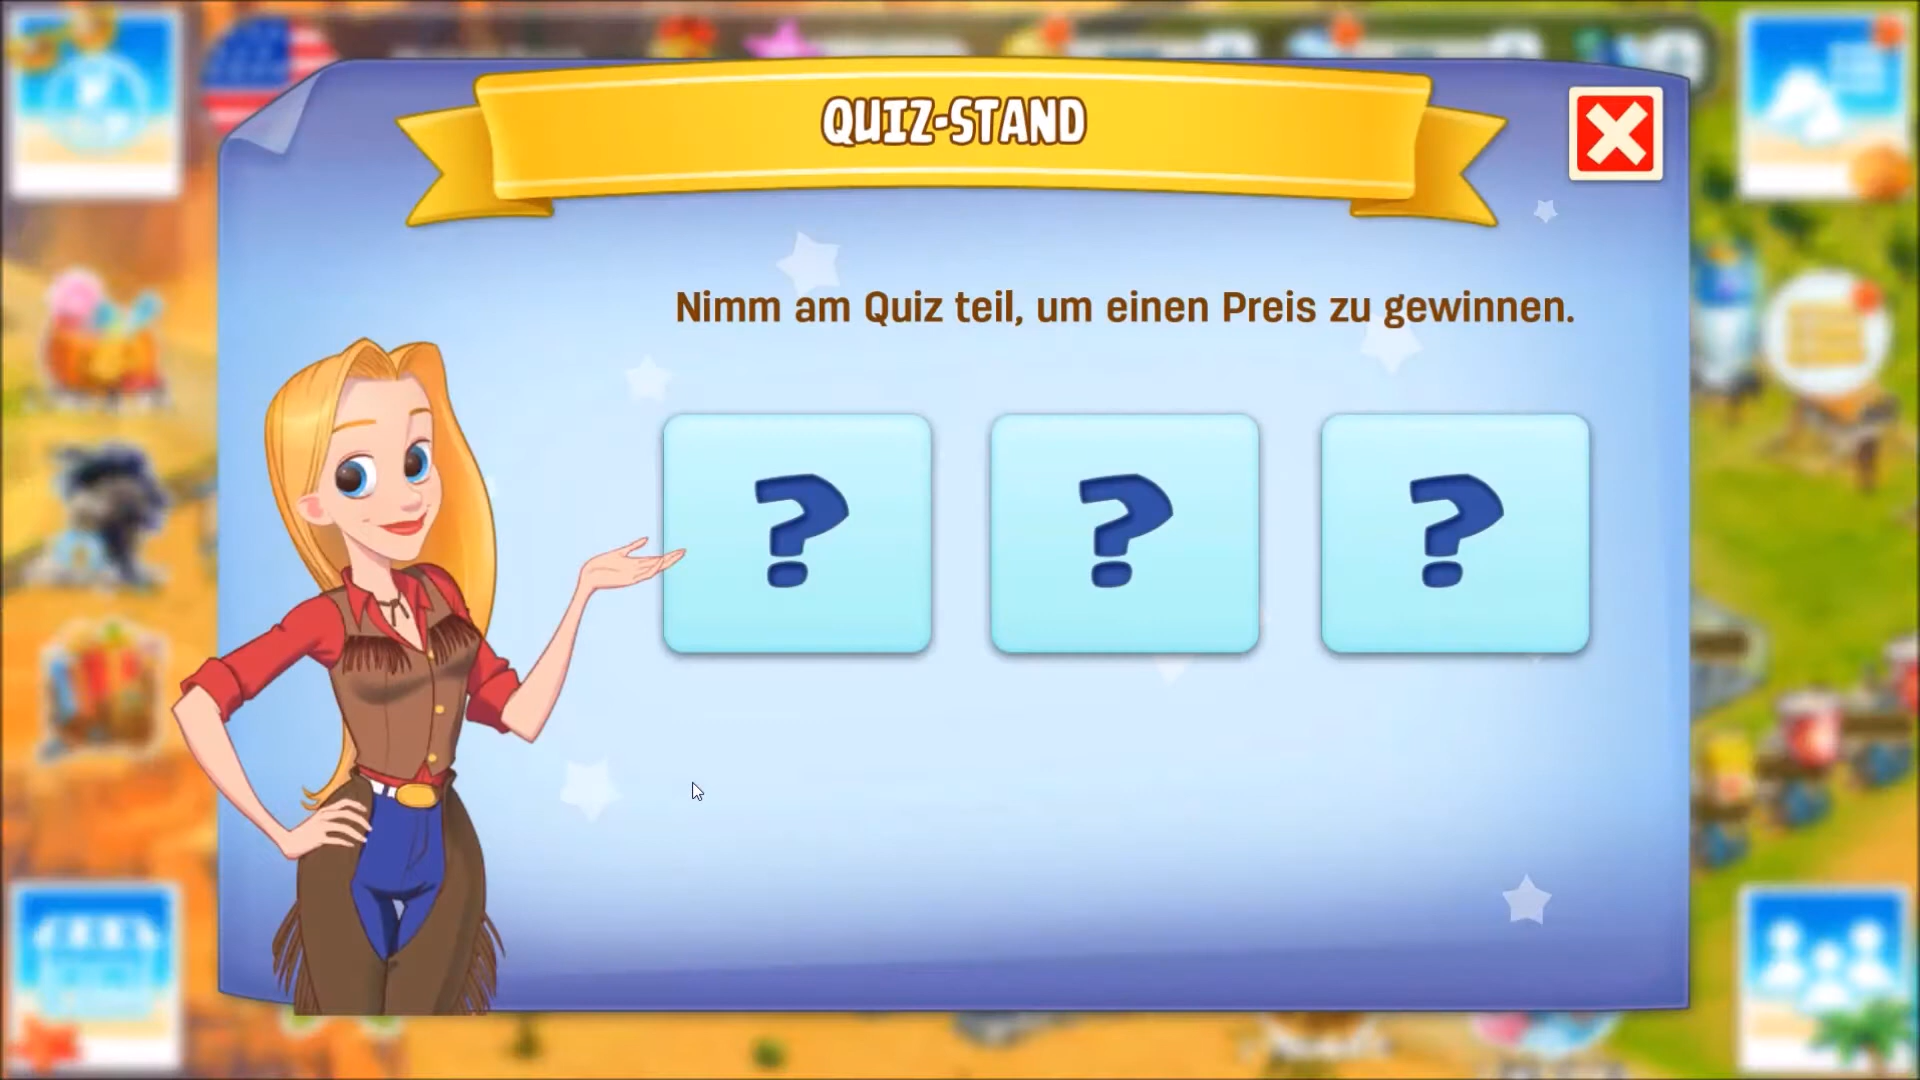 QUIZ-STAND
Nimm am Quiz teil, um einen Preis zu gewinnen.
?
?
?